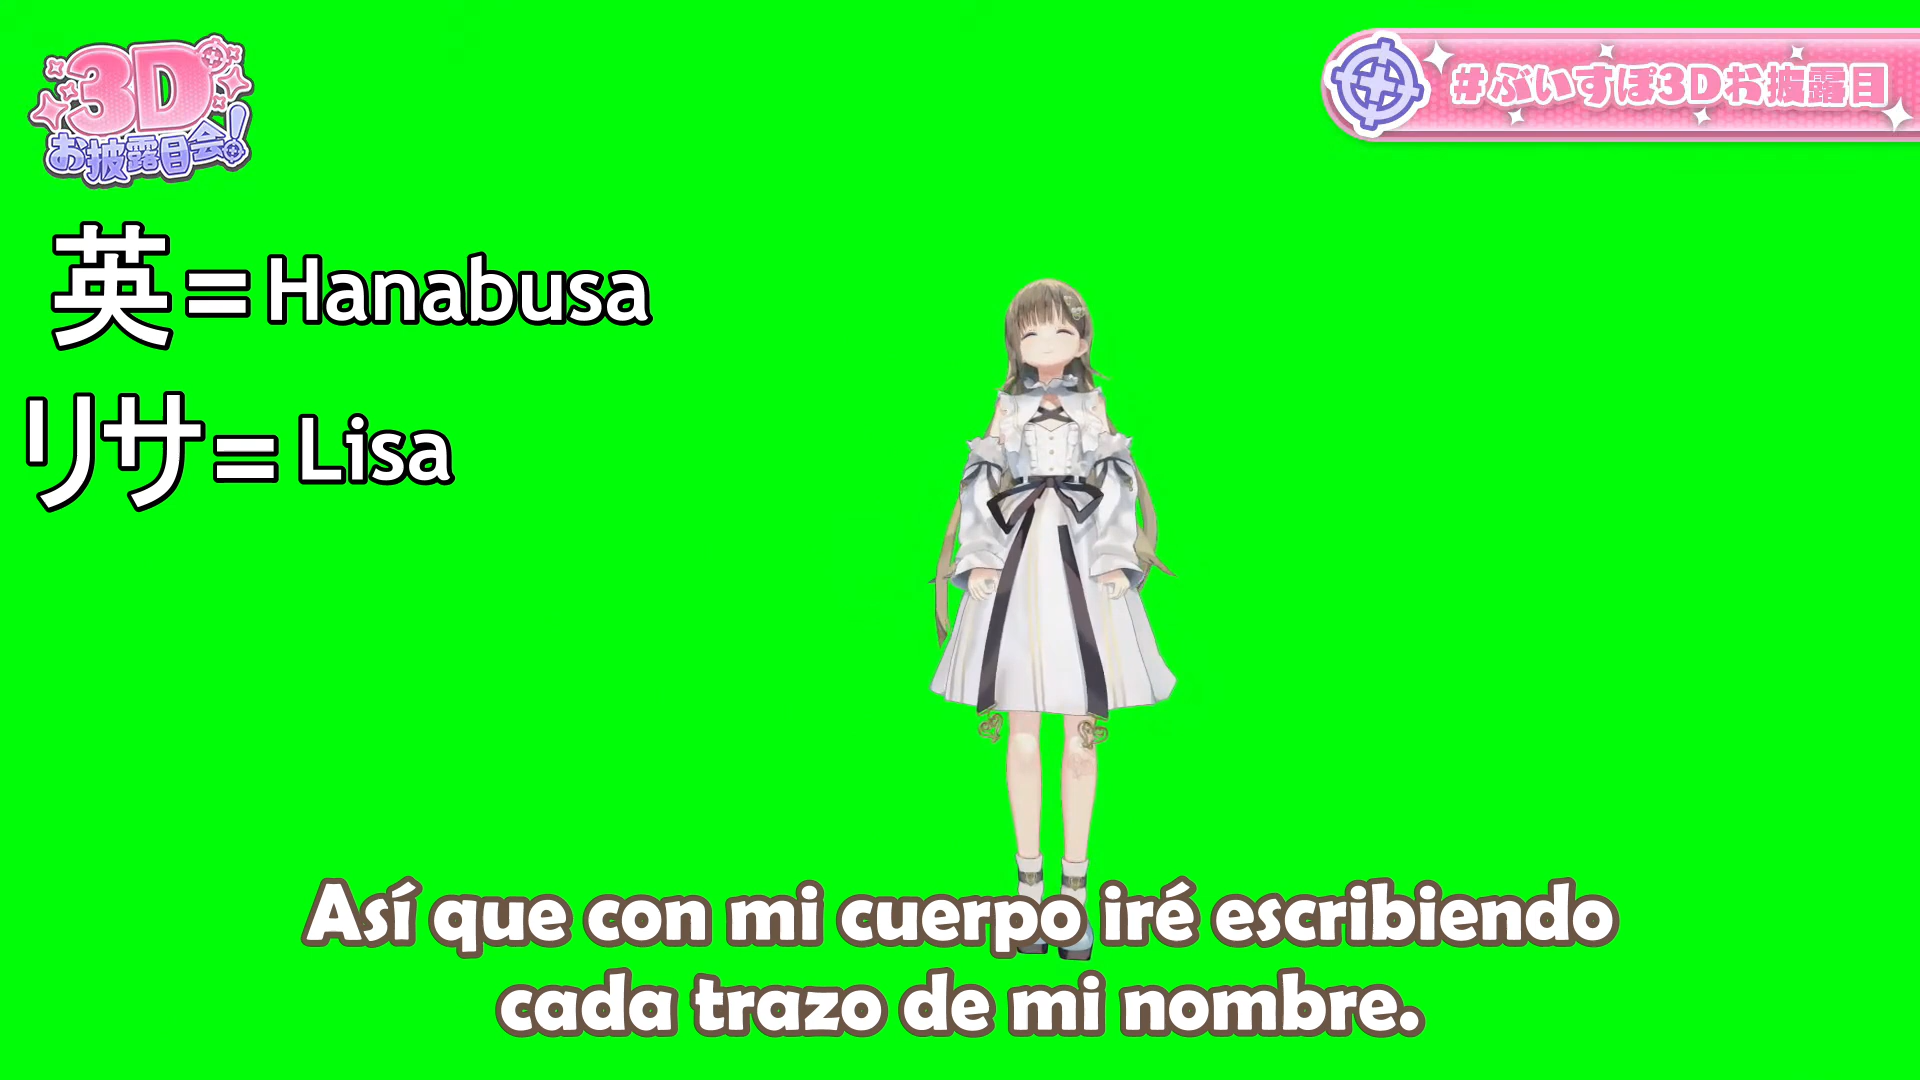 3D
お披露目会!
#ぶいすぽ3Dお披露目
英=Hanabusa
リサ=Lisa
Así que con mi cuerpo iré escribiendo
cada trazo de mi nombre.